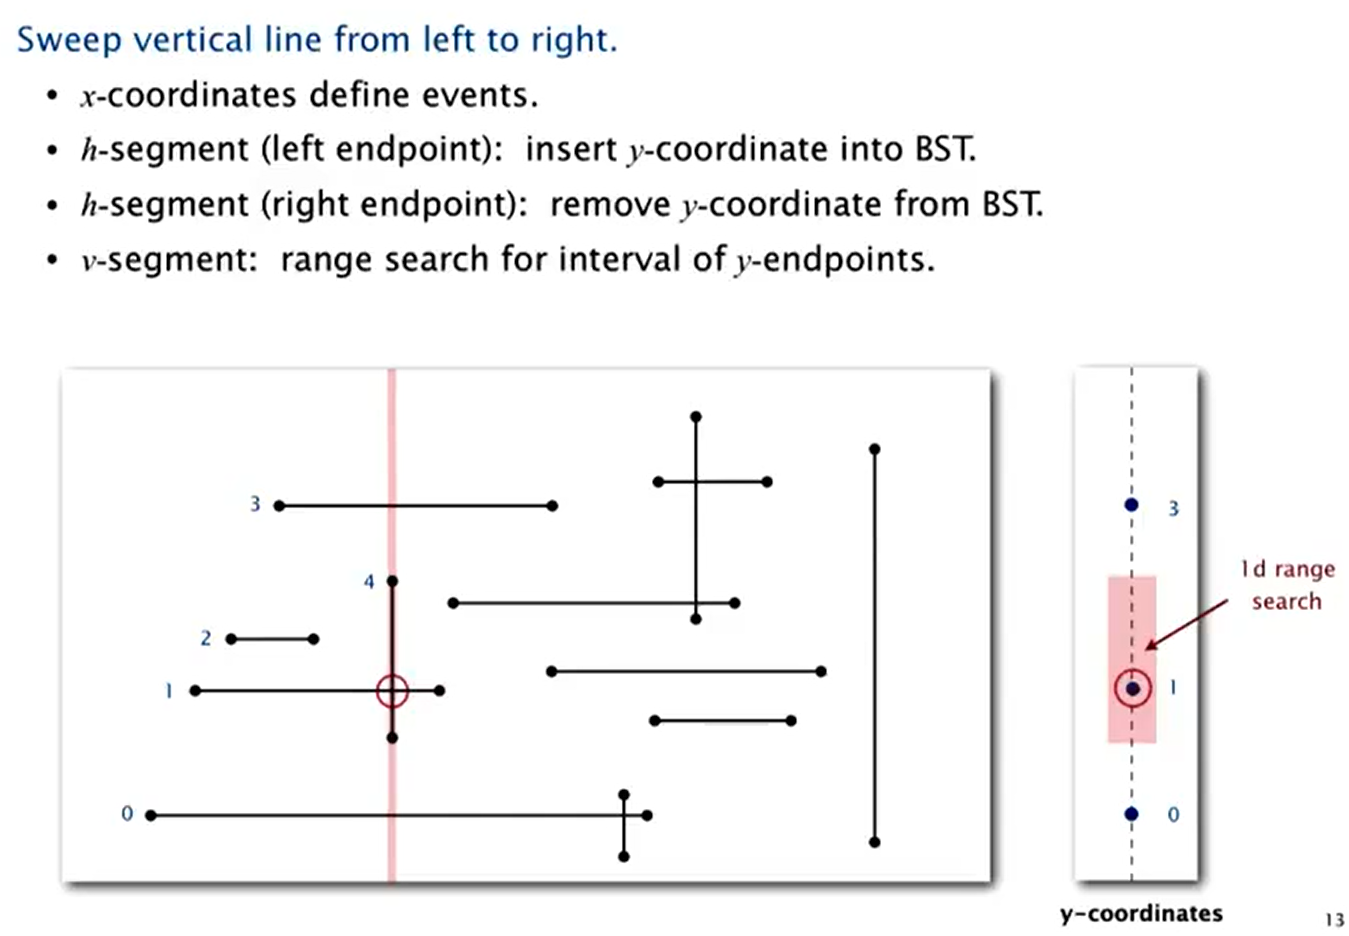 Sweep vertical line from left to right.
• x-coordinates define events.
• h-segment (left endpoint): insert y-coordinate into BST.
• h-segment (right endpoint): remove y-coordinate from BST.
• v-segment: range search for interval of y-endpoints.
3
4
2
1
0
3
1d range
search
1
0
y-coordinates
13